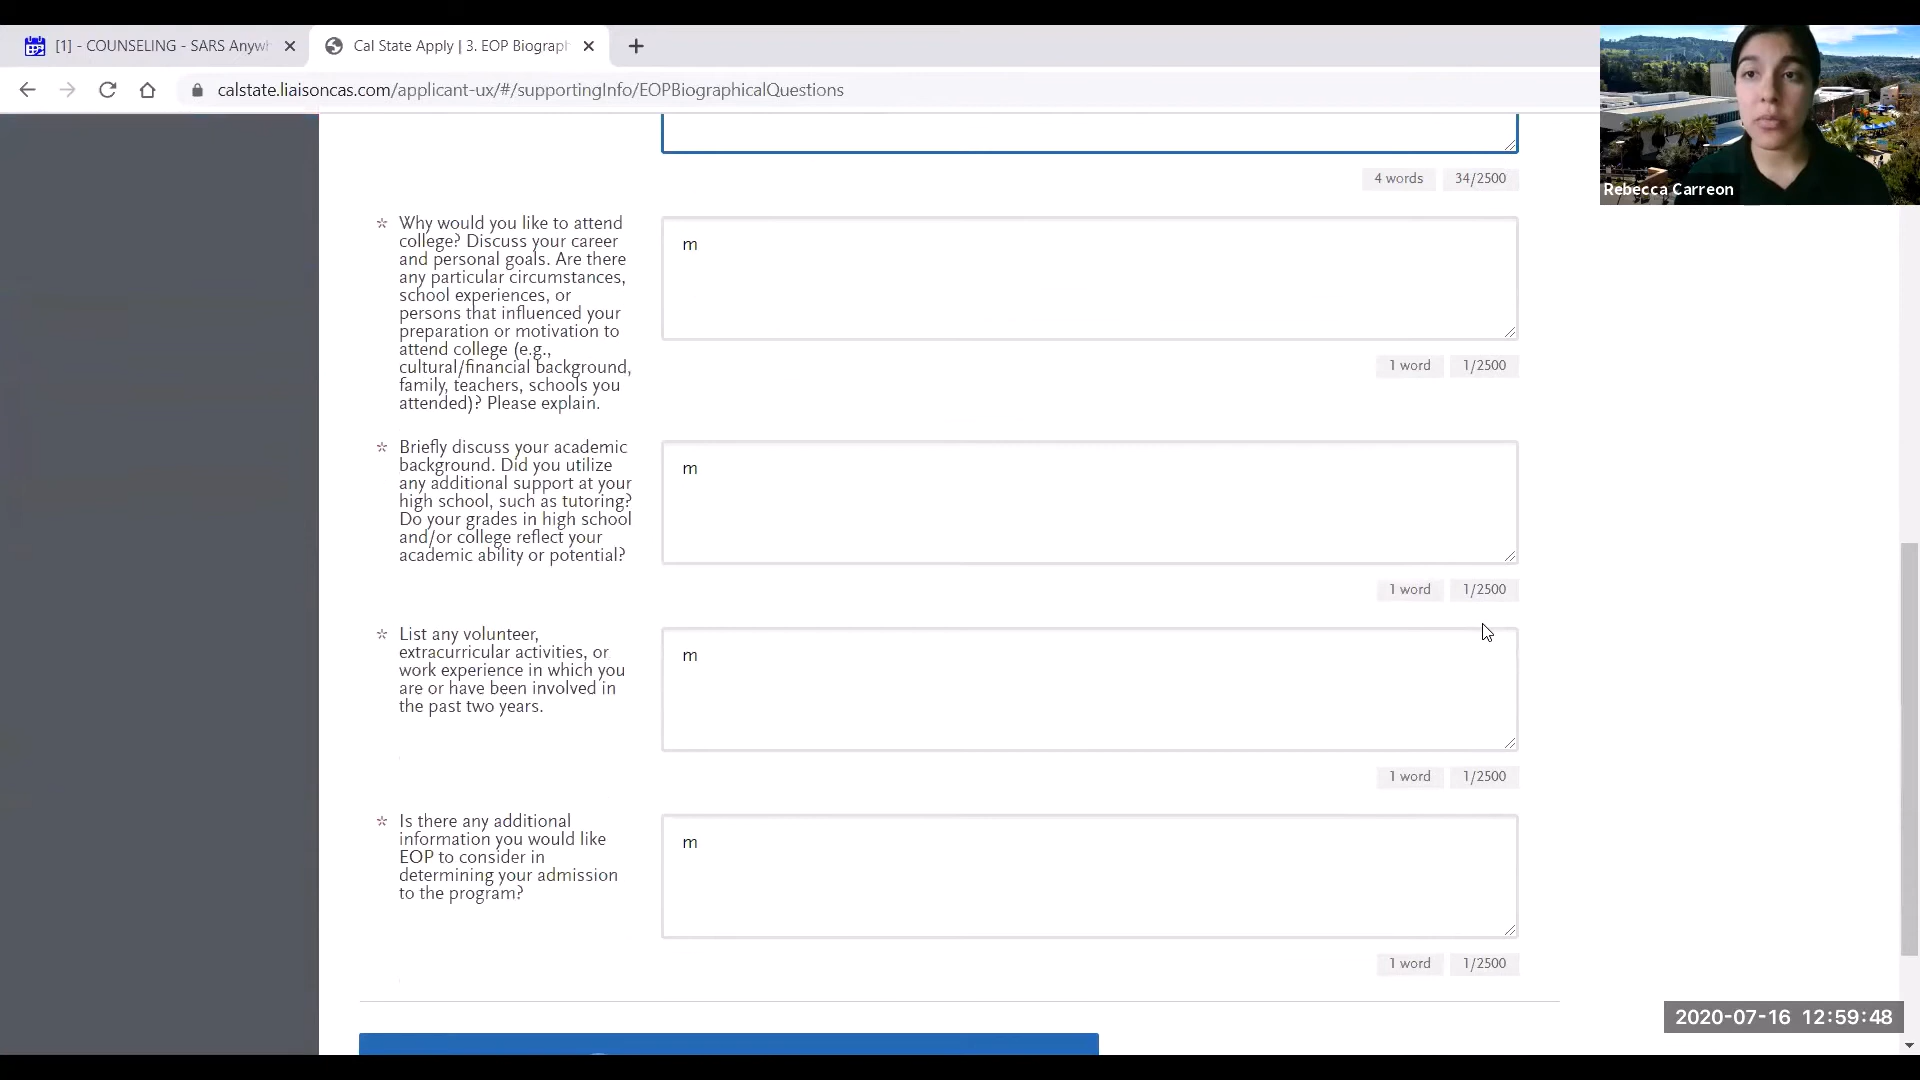 [1] - COUNSELING - SARS Anywh
Cal State Apply | 3. EOP Biograph
calstate.liaisoncas.com/applicant-ux/#/supportingInfo/EOPBiographicalQuestions
Rebecca Carreon
4 words 34/2500
* Why would you like to attend
college? Discuss your career
and personal goals. Are there
any particular circumstances,
school experiences, or
persons that influenced your
preparation or motivation to
attend college (e.g.,
cultural/financial background,
family, teachers, schools you
attended)? Please explain.
m
1 word 1/2500
* Briefly discuss your academic
background. Did you utilize
any additional support at your
high school, such as tutoring?
Do your grades in high school
and/or college reflect your
academic ability or potential?
m
1 word 1/2500
* List any volunteer,
extracurricular activities, or
work experience in which you
are or have been involved in
the past two years.
m
1 word 1/2500
* Is there any additional
information you would like
EOP to consider in
determining your admission
to the program?
m
1 word 1/2500
2020-07-16 12:59:48